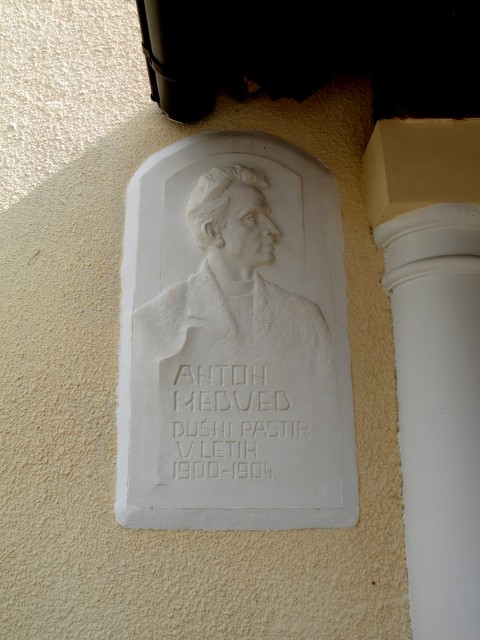 ANTON
MEDVED
DUŠNI PASTIR
V LETIH
1900-1904